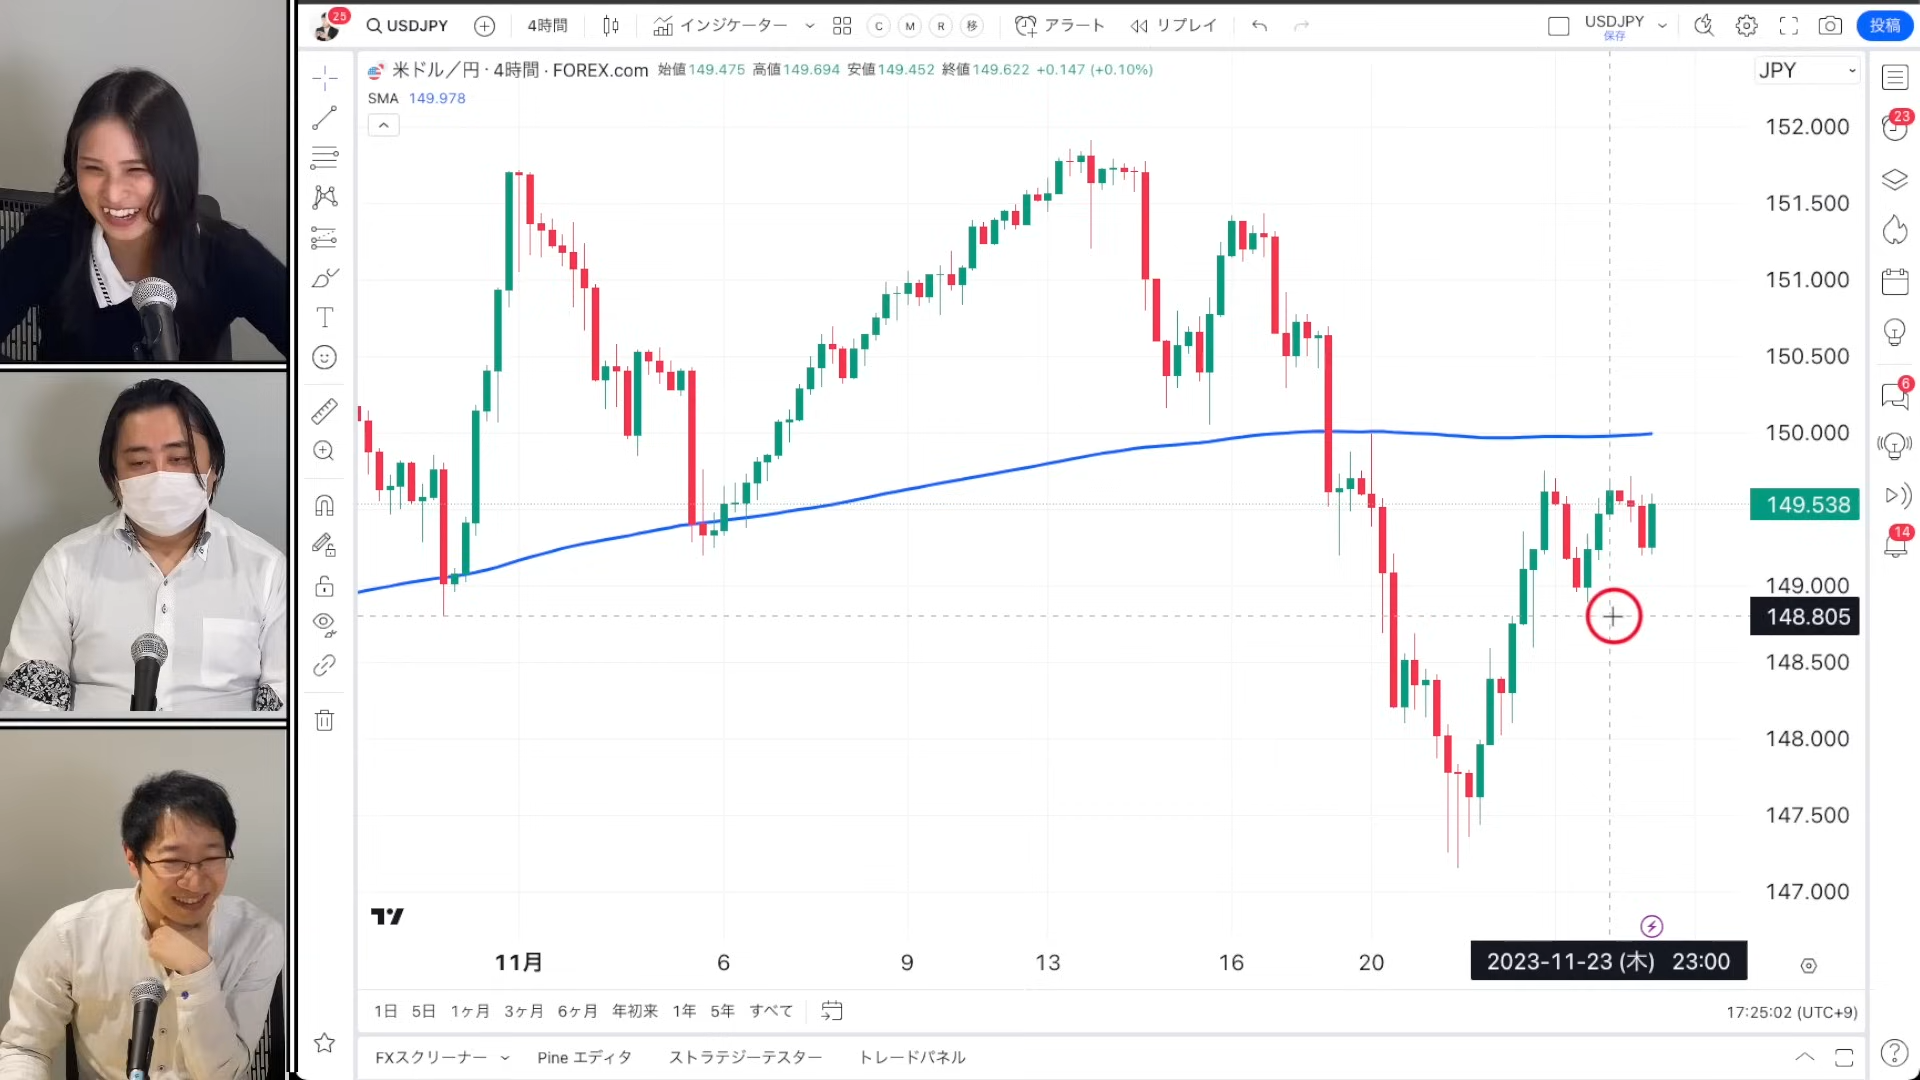 25
USDJPY
4時間
インジケーター
C
M
R
移
アラート
リプレイ
USDJPY
保存
投稿
米ドル/円・4時間・FOREX.com 始値149.475 高値149.694 安値149.452 終値149.622 +0.147 (+0.10%)
SMA 149.978
JPY
152.000
151.500
151.000
150.500
150.000
149.538
149.000
148.805
148.500
148.000
147.500
147.000
23
6
14
11月
6
9
13
16
20
2023-11-23 (木) 23:00
1日 5日 1ヶ月 3ヶ月 6ヶ月 年初来 1年 5年 すべて
17:25:02 (UTC+9)
FXスクリーナー
Pine エディタ
ストラテジーテスター
トレードパネル